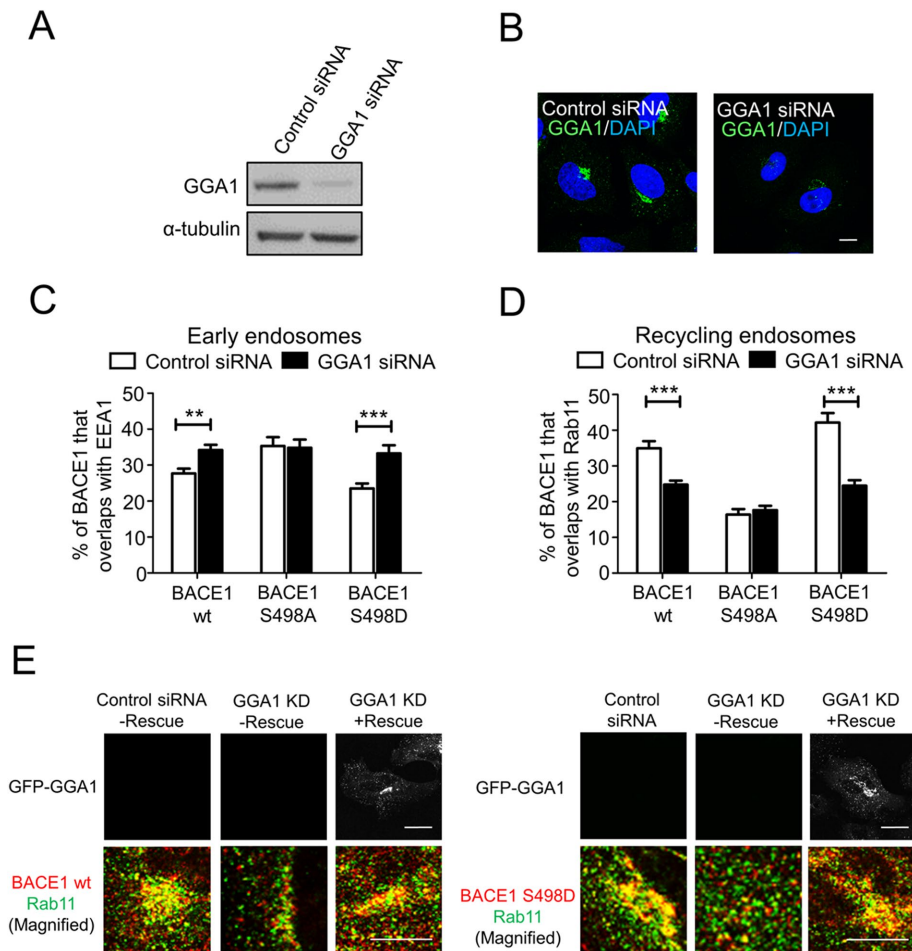 A
Control siRNA
GGA1 siRNA
GGA1
α-tubulin
B
Control siRNA
GGA1/DAPI
GGA1 siRNA
GGA1/DAPI
C
Early endosomes
Control siRNA
GGA1 siRNA
% of BACE1 that
overlaps with EEA1
50
40
30
20
10
0
**
***
BACE1
wt
BACE1
S498A
BACE1
S498D
D
Recycling endosomes
Control siRNA
GGA1 siRNA
% of BACE1 that
overlaps with Rab11
50
40
30
20
10
0
***
***
BACE1
wt
BACE1
S498A
BACE1
S498D
E
Control siRNA
-Rescue
GGA1 KD
-Rescue
GGA1 KD
+Rescue
GFP-GGA1
BACE1 wt
Rab11
(Magnified)
Control
siRNA
GGA1 KD
-Rescue
GGA1 KD
+Rescue
GFP-GGA1
BACE1 S498D
Rab11
(Magnified)